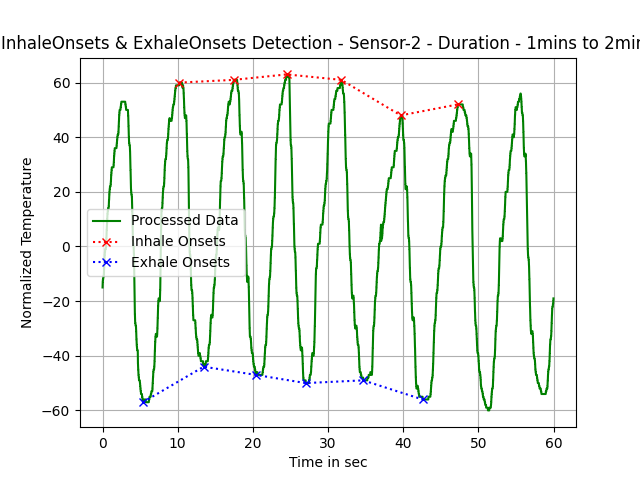 InhaleOnsets & ExhaleOnsets Detection - Sensor-2 - Duration - 1mins to 2min
60
40
20
0
−20
−40
−60
Normalized Temperature
Processed Data
Inhale Onsets
Exhale Onsets
0 10 20 30 40 50 60
Time in sec